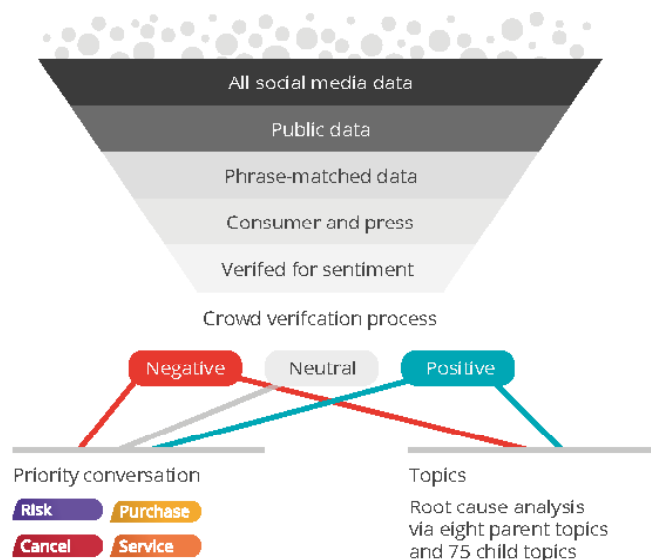 All social media data
Public data
Phrase-matched data
Consumer and press
Verifed for sentiment
Crowd verifcation process
Negative Neutral Positive
Priority conversation
Risk Purchase
Cancel Service
Topics
Root cause analysis
via eight parent topics
and 75 child topics